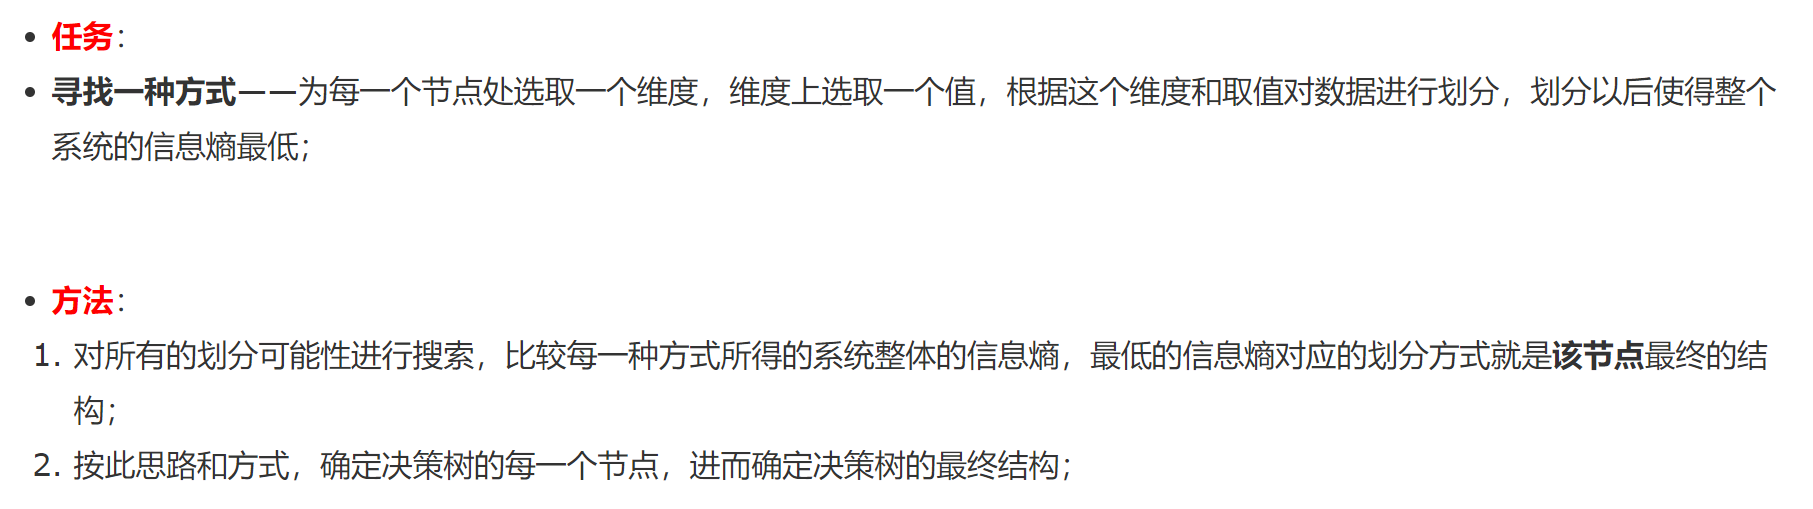 任务：
寻找一种方式——为每一个节点处选取一个维度，维度上选取一个值，根据这个维度和取值对数据进行划分，划分以后使得整个
系统的信息熵最低；
方法：
1. 对所有的划分可能性进行搜索，比较每一种方式所得的系统整体的信息熵，最低的信息熵对应的划分方式就是该节点最终的结
构；
2. 按此思路和方式，确定决策树的每一个节点，进而确定决策树的最终结构；